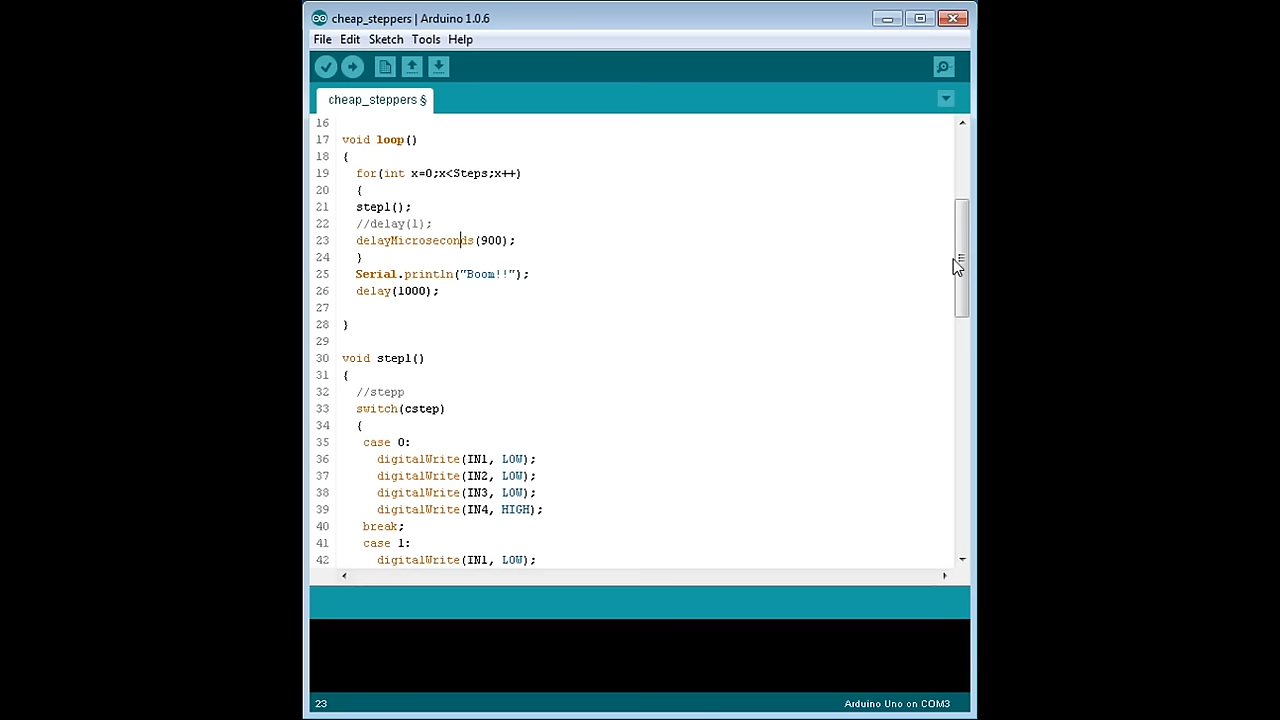 cheap_steppers | Arduino 1.0.6
File Edit Sketch Tools Help
cheap_steppers §
16
17 void loop()
18 {
19 for(int x=0;x<Steps;x++)
20 {
21 step1();
22 //delay(1);
23 delayMicroseconds(900);
24 }
25 Serial.println("Boom!!");
26 delay(1000);
27
28 }
29
30 void step1()
31 {
32 //stepp
33 switch(cstep)
34 {
35 case 0:
36 digitalWrite(IN1, LOW);
37 digitalWrite(IN2, LOW);
38 digitalWrite(IN3, LOW);
39 digitalWrite(IN4, HIGH);
40 break;
41 case 1:
42 digitalWrite(IN1, LOW);
23 Arduino Uno on COM3